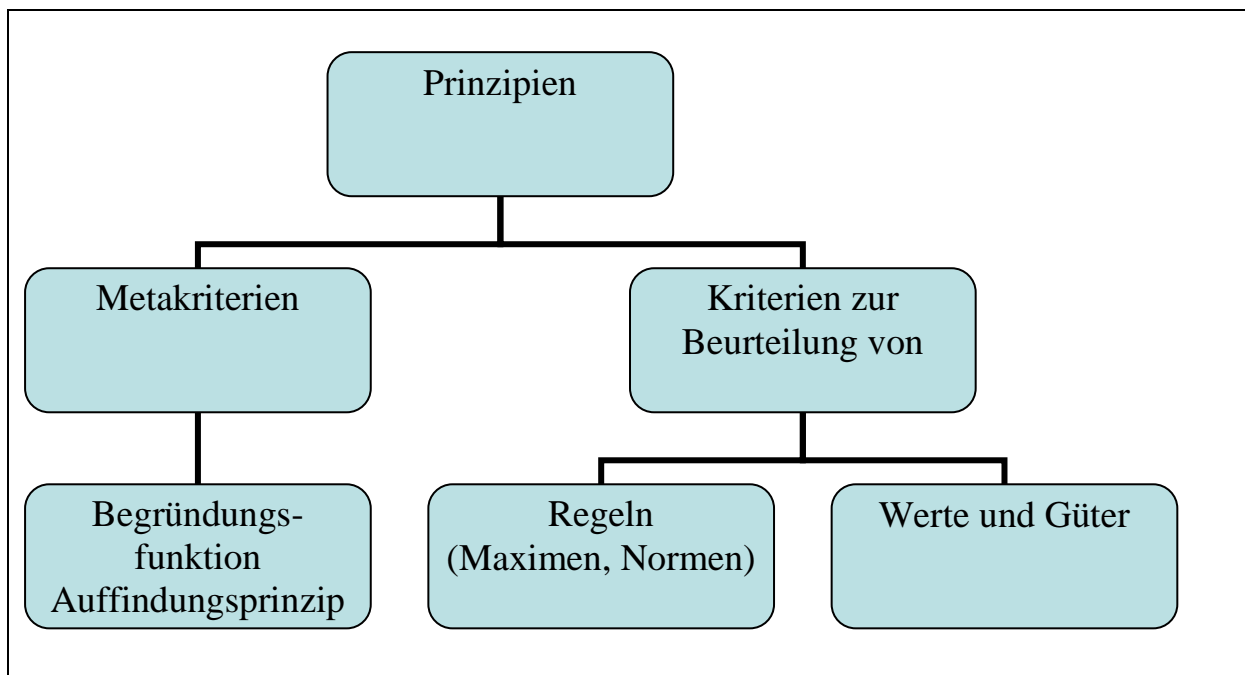 Prinzipien
Metakriterien
Kriterien zur
Beurteilung von
Begründungs-
funktion
Auffindungsprinzip
Regeln
(Maximen, Normen)
Werte und Güter